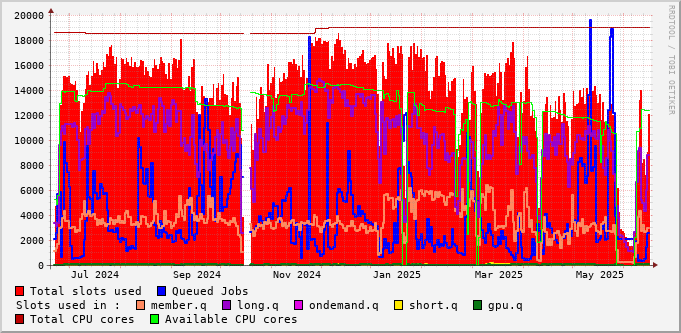 20000
18000
16000
14000
12000
10000
8000
6000
4000
2000
0
Jul 2024 Sep 2024 Nov 2024 Jan 2025 Mar 2025 May 2025
RRDTOOL / TOBI OETIKER
Total slots used Queued Jobs
Slots used in : member.q long.q ondemand.q short.q gpu.q
Total CPU cores Available CPU cores